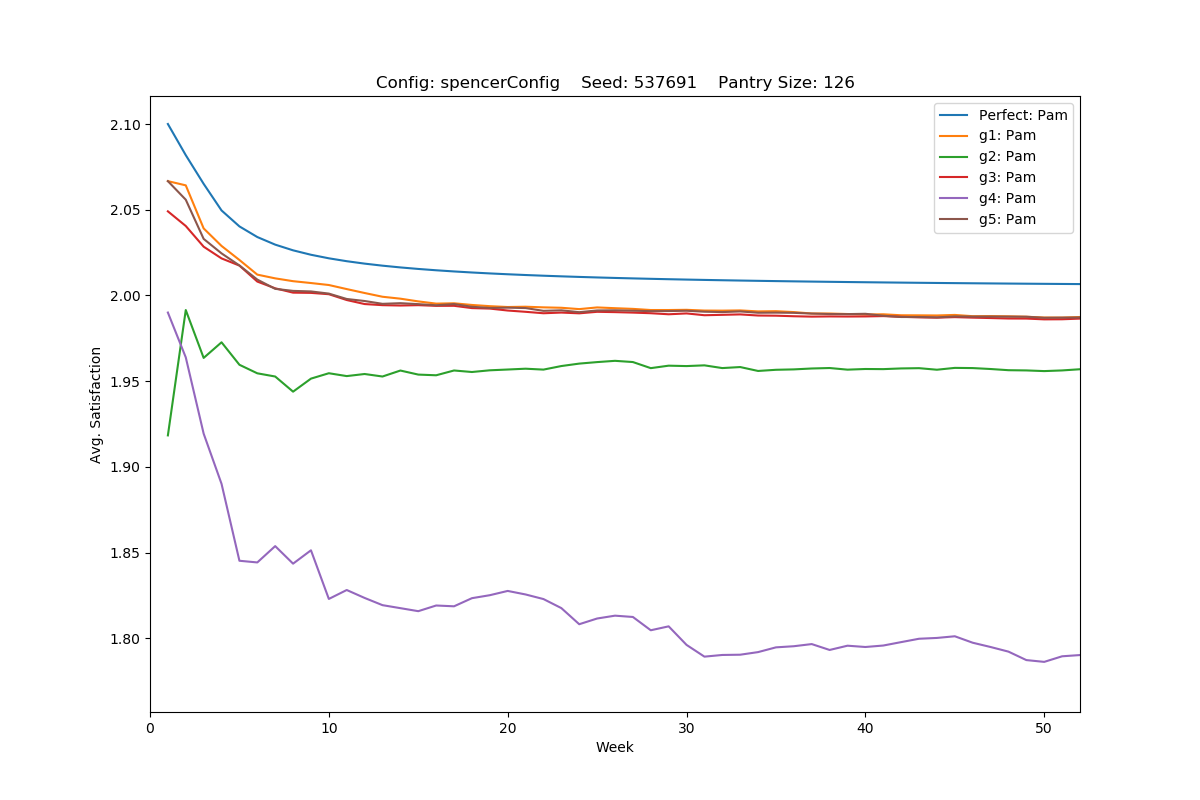 Config: spencerConfig    Seed: 537691    Pantry Size: 126
Perfect: Pam
g1: Pam
g2: Pam
g3: Pam
g4: Pam
g5: Pam
Avg. Satisfaction
2.10
2.05
2.00
1.95
1.90
1.85
1.80
0 10 20 30 40 50
Week